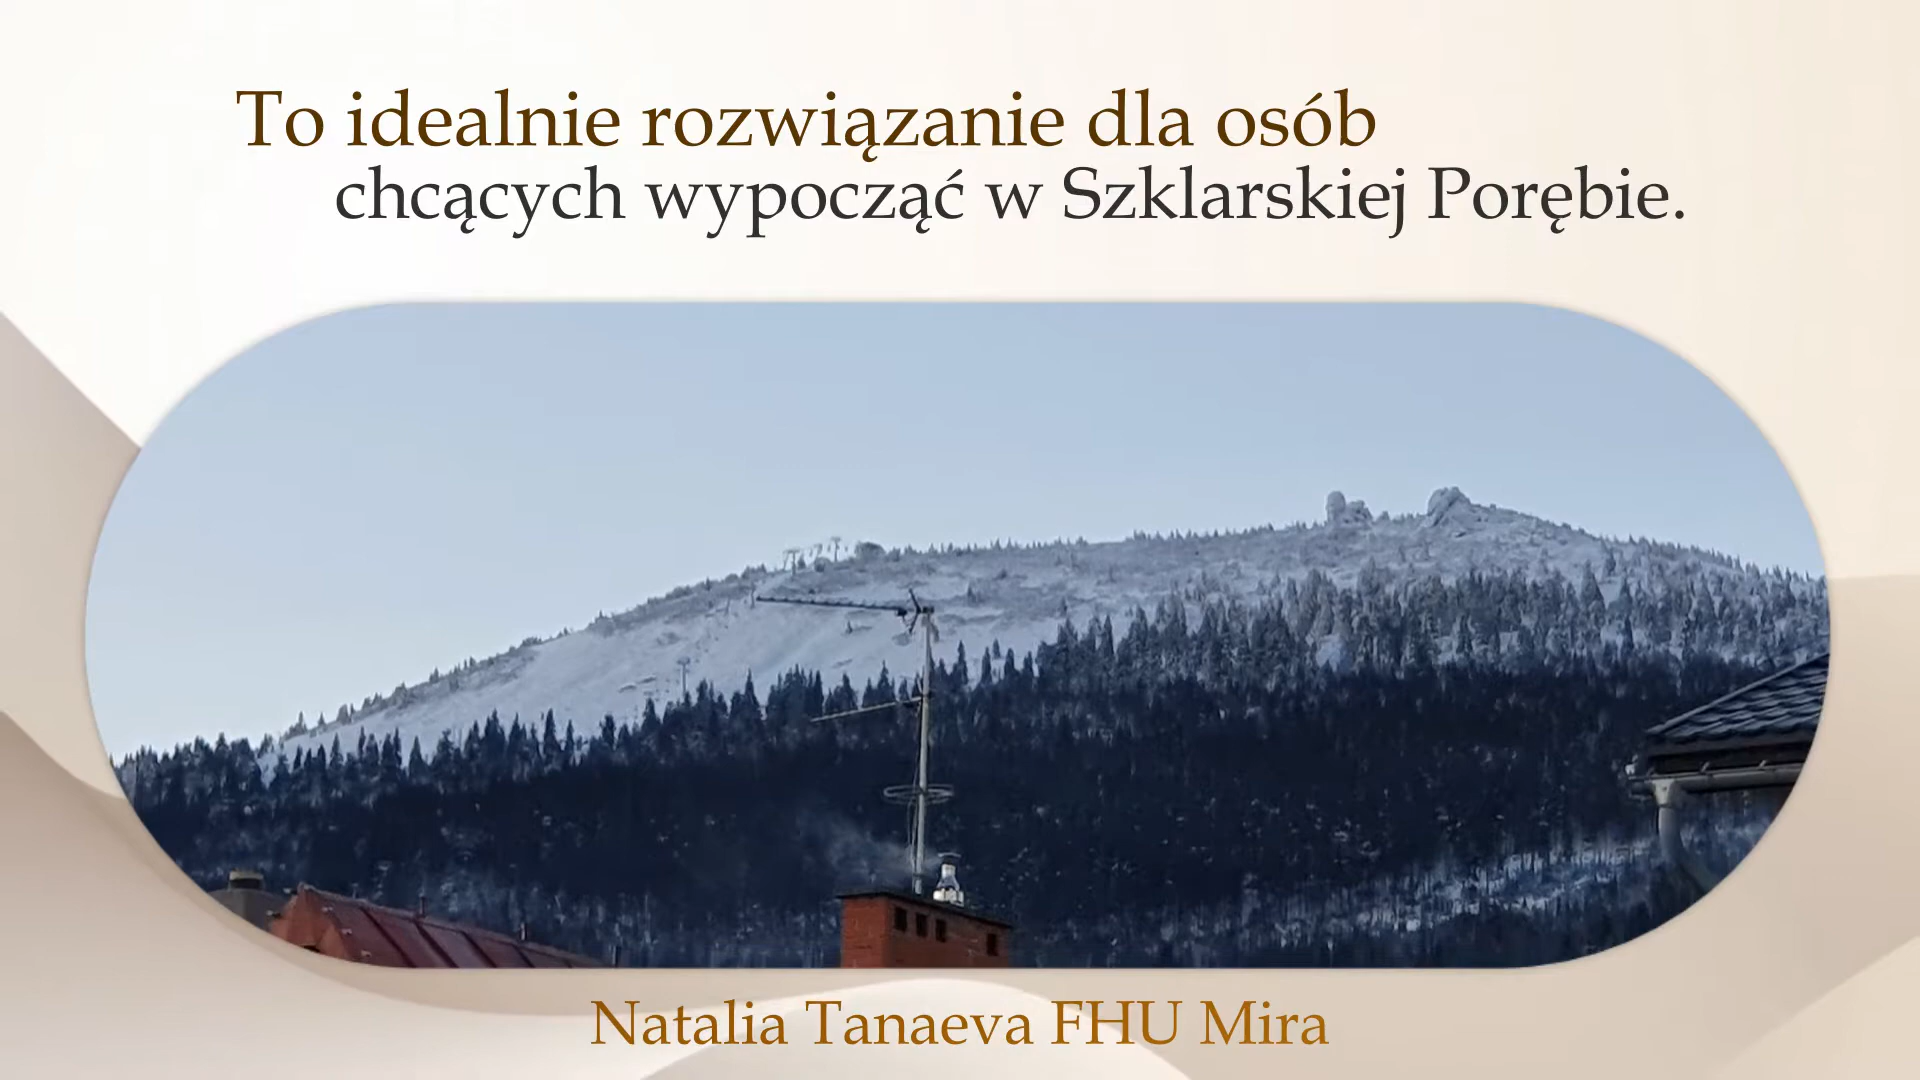 To idealnie rozwiązanie dla osób
chcących wypocząć w Szklarskiej Porębie.
Natalia Tanaeva FHU Mira